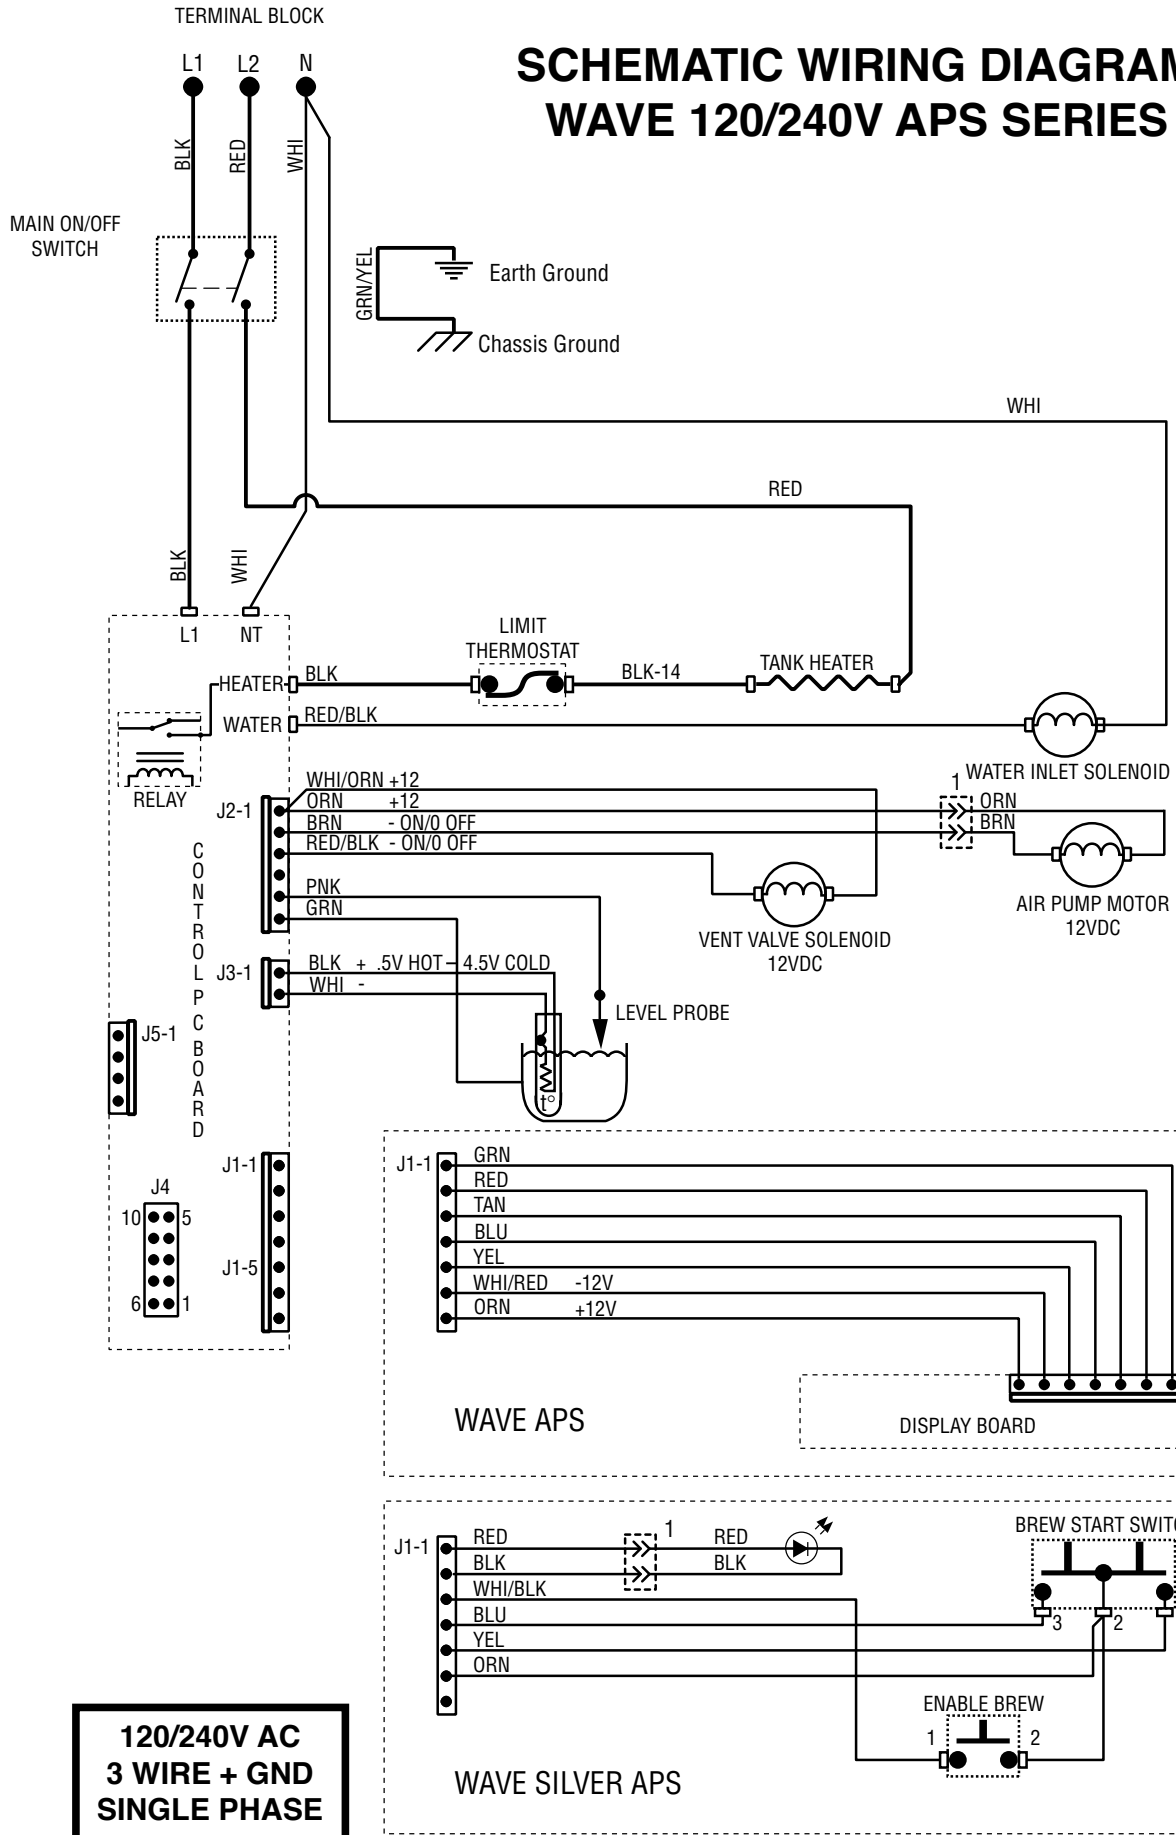 TERMINAL BLOCK
L1 L2 N
SCHEMATIC WIRING DIAGRAM
WAVE 120/240V APS SERIES
BLK
RED
WHI
MAIN ON/OFF
SWITCH
GRN/YEL
Earth Ground
Chassis Ground
WHI
RED
BLK
WHI
L1 NT
LIMIT
THERMOSTAT
HEATER
BLK
BLK-14
TANK HEATER
WATER
RED/BLK
WATER INLET SOLENOID
RELAY
J2-1
WHI/ORN +12
ORN +12
BRN - ON/0 OFF
RED/BLK - ON/0 OFF
PNK
GRN
1
ORN
BRN
AIR PUMP MOTOR
12VDC
VENT VALVE SOLENOID
12VDC
CONTROL PC BOARD
J3-1
BLK + .5V HOT – 4.5V COLD
WHI -
LEVEL PROBE
t°
J5-1
J1-1
J1-5
J4
10 5
6 1
J1-1
GRN
RED
TAN
BLU
YEL
WHI/RED -12V
ORN +12V
WAVE APS
DISPLAY BOARD
J1-1
RED
BLK
WHI/BLK
BLU
YEL
ORN
1
RED
BLK
BREW START SWITC
3 2
ENABLE BREW
1 2
WAVE SILVER APS
120/240V AC
3 WIRE + GND
SINGLE PHASE